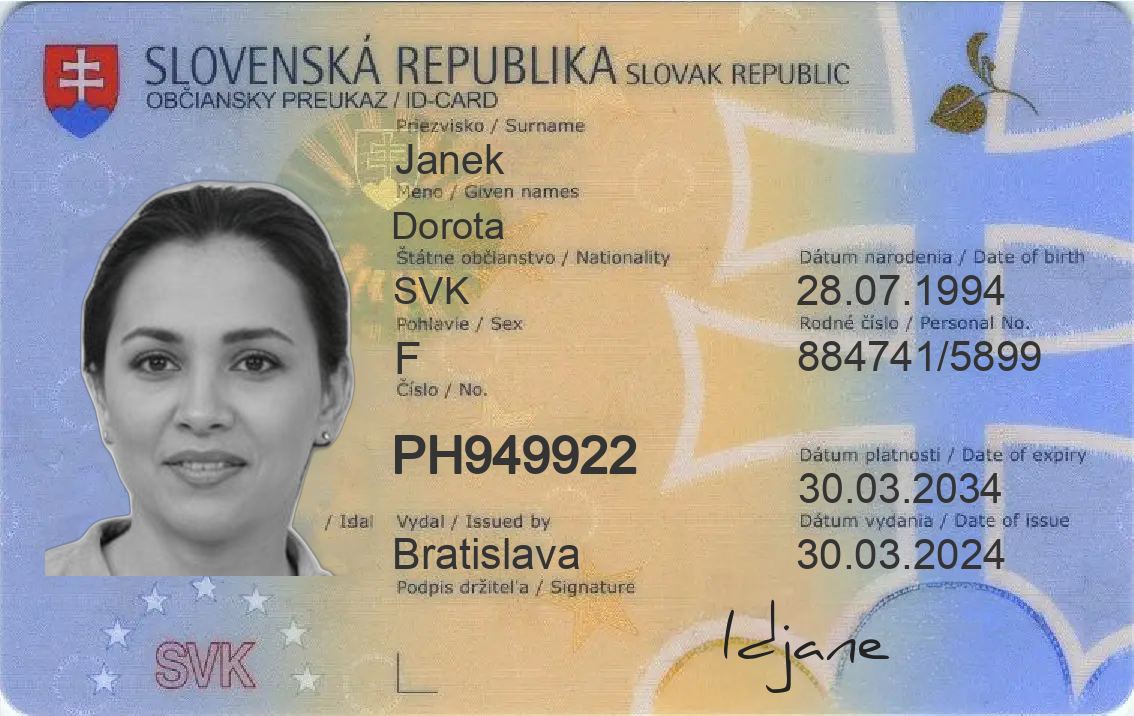 SLOVENSKÁ REPUBLIKA SLOVAK REPUBLIC
OBČIANSKY PREUKAZ / ID-CARD
Priezvisko / Surname
Janek
Meno / Given names
Dorota
Štátne občianstvo / Nationality
SVK
Dátum narodenia / Date of birth
28.07.1994
Pohlavie / Sex
F
Rodné číslo / Personal No.
884741/5899
Číslo / No.
PH949922
Dátum platnosti / Date of expiry
30.03.2034
/ Idal
Vydal / Issued by
Bratislava
Dátum vydania / Date of issue
30.03.2024
Podpis držiteľa / Signature
Idjane
SVK